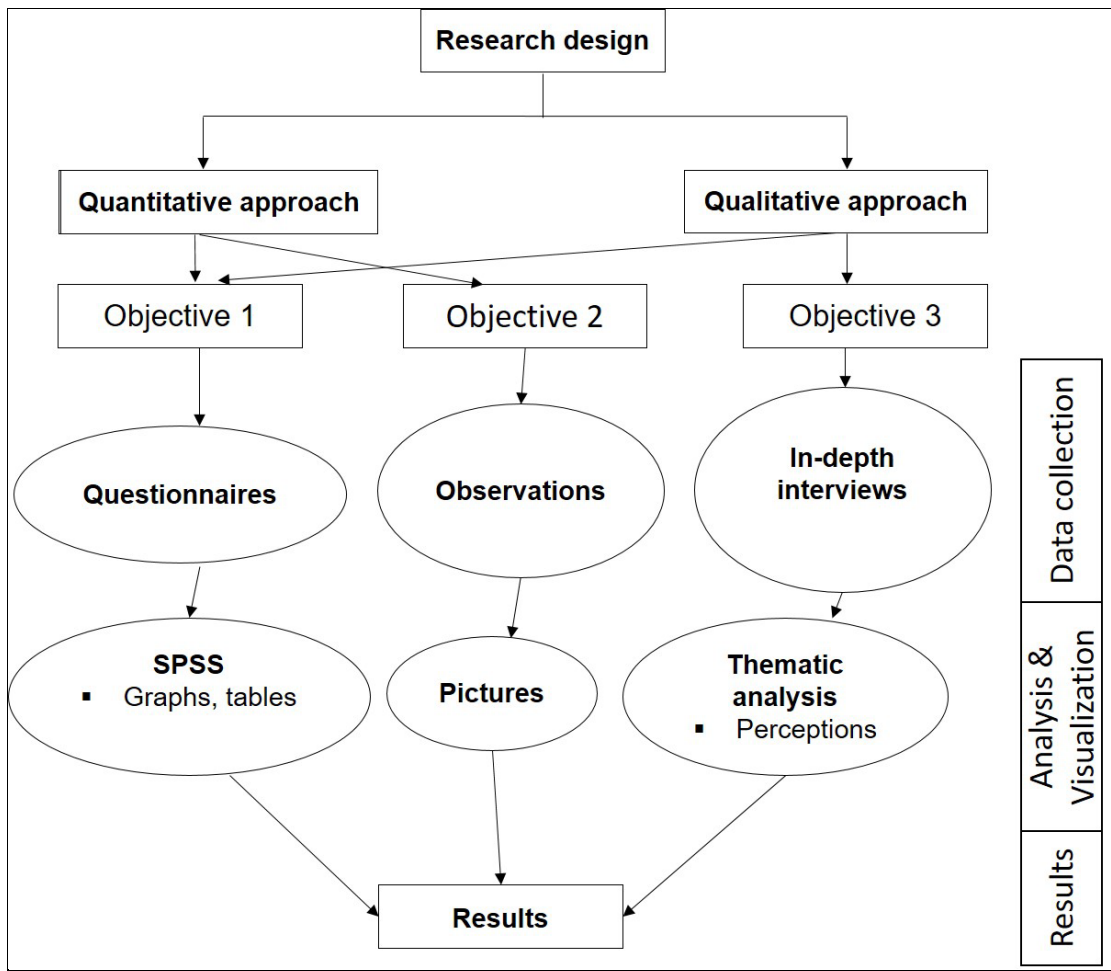 Research design
Quantitative approach
Qualitative approach
Objective 1
Objective 2
Objective 3
Questionnaires
Observations
In-depth
interviews
SPSS
▪ Graphs, tables
Pictures
Thematic
analysis
▪ Perceptions
Results
Data collection
Analysis &
Visualization
Results